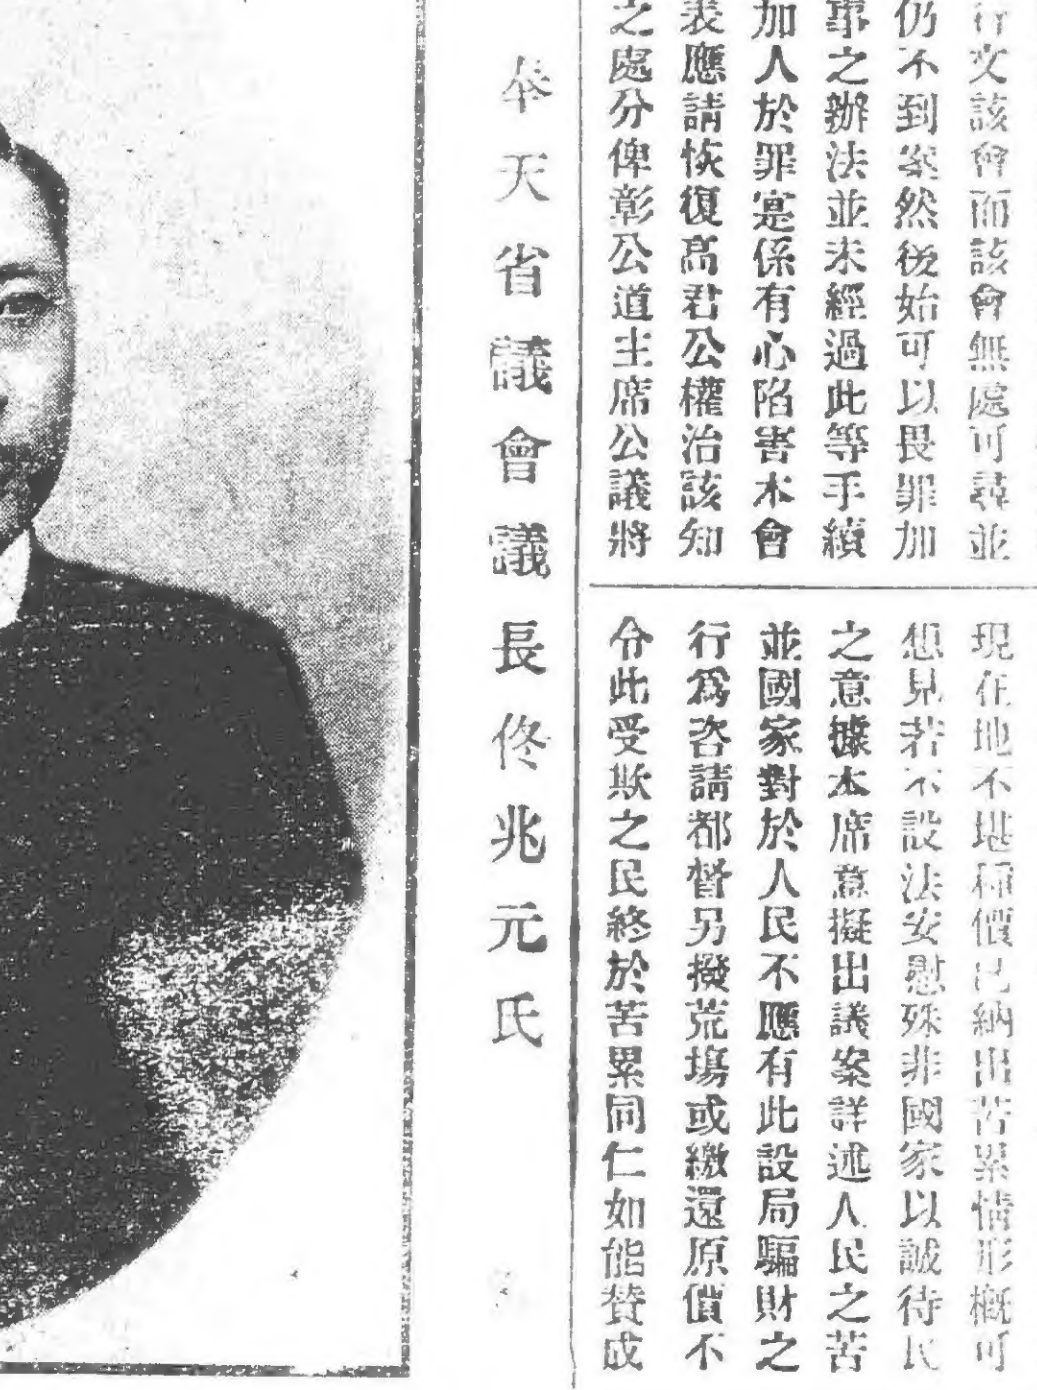 行文該會而該會無處可尋並
仍不到案然後始可以畏罪加
事之辦法並未經過此等手續
加人於罪寔係有心陷害本會
表應請恢復高君公權治該知
之處分俾彰公道主席公議將
現在地不堪種價已納出苦累情形概可
想見若不設法安慰殊非國家以誠待民
之意據本席意擬出議案詳述人民之苦
並國家對於人民不應有此設局騙財之
行爲咨請都督另撥荒場或繳還原價不
令此受欺之民終於苦累同仁如能贊成
奉天省議會議長佟兆元氏